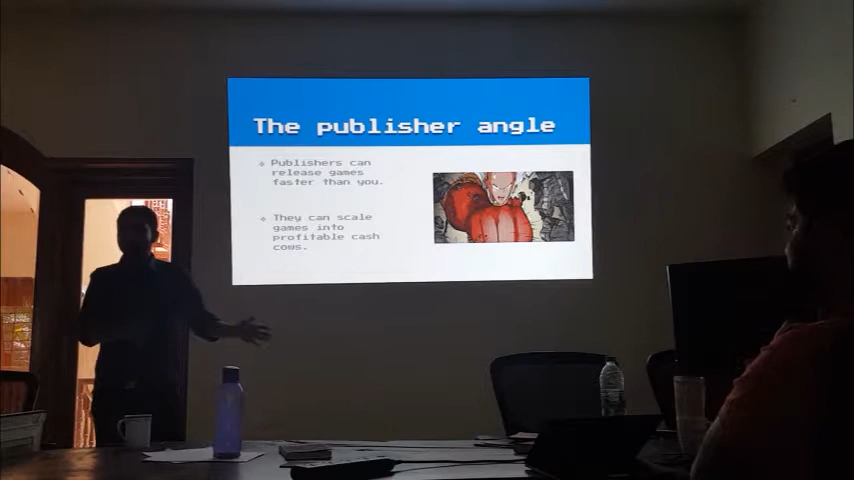 The publisher angle
Publishers can
release games
faster than you.
They can scale
games into
profitable cash
cows.